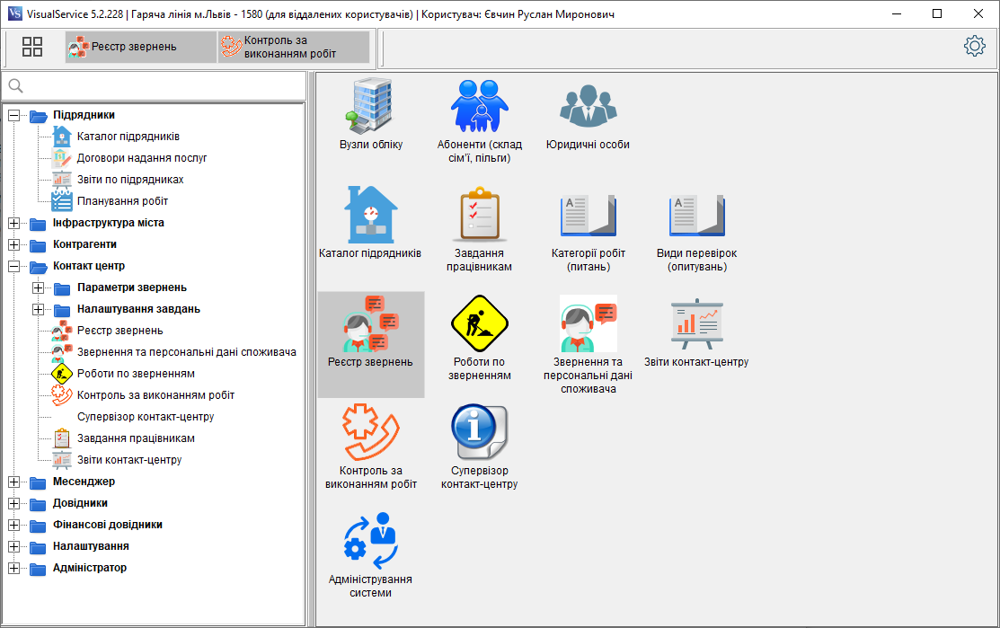 VisualService 5.2.228 | Гаряча лінія м.Львів - 1580 (для віддалених користувачів) | Користувач: Євчин Руслан Миронович
Реєстр звернень
Контроль за
виконанням робіт
Підрядники
Каталог підрядників
Договори надання послуг
Звіти по підрядниках
Планування робіт
Інфраструктура міста
Контрагенти
Контакт центр
Параметри звернень
Налаштування завдань
Реєстр звернень
Звернення та персональні дані споживача
Роботи по зверненням
Контроль за виконанням робіт
Супервізор контакт-центру
Завдання працівникам
Звіти контакт-центру
Месенджер
Довідники
Фінансові довідники
Налаштування
Адміністратор
Вузли обліку
Абоненти (склад
сім’ї, пільги)
Юридичні особи
Каталог підрядників
Завдання
працівникам
Категорії робіт
(питань)
Види перевірок
(опитувань)
Реєстр звернень
Роботи по
зверненням
Звернення та
персональні дані
споживача
Звіти контакт-центру
Контроль за
виконанням робіт
Супервізор
контакт-центру
Адміністрування
системи